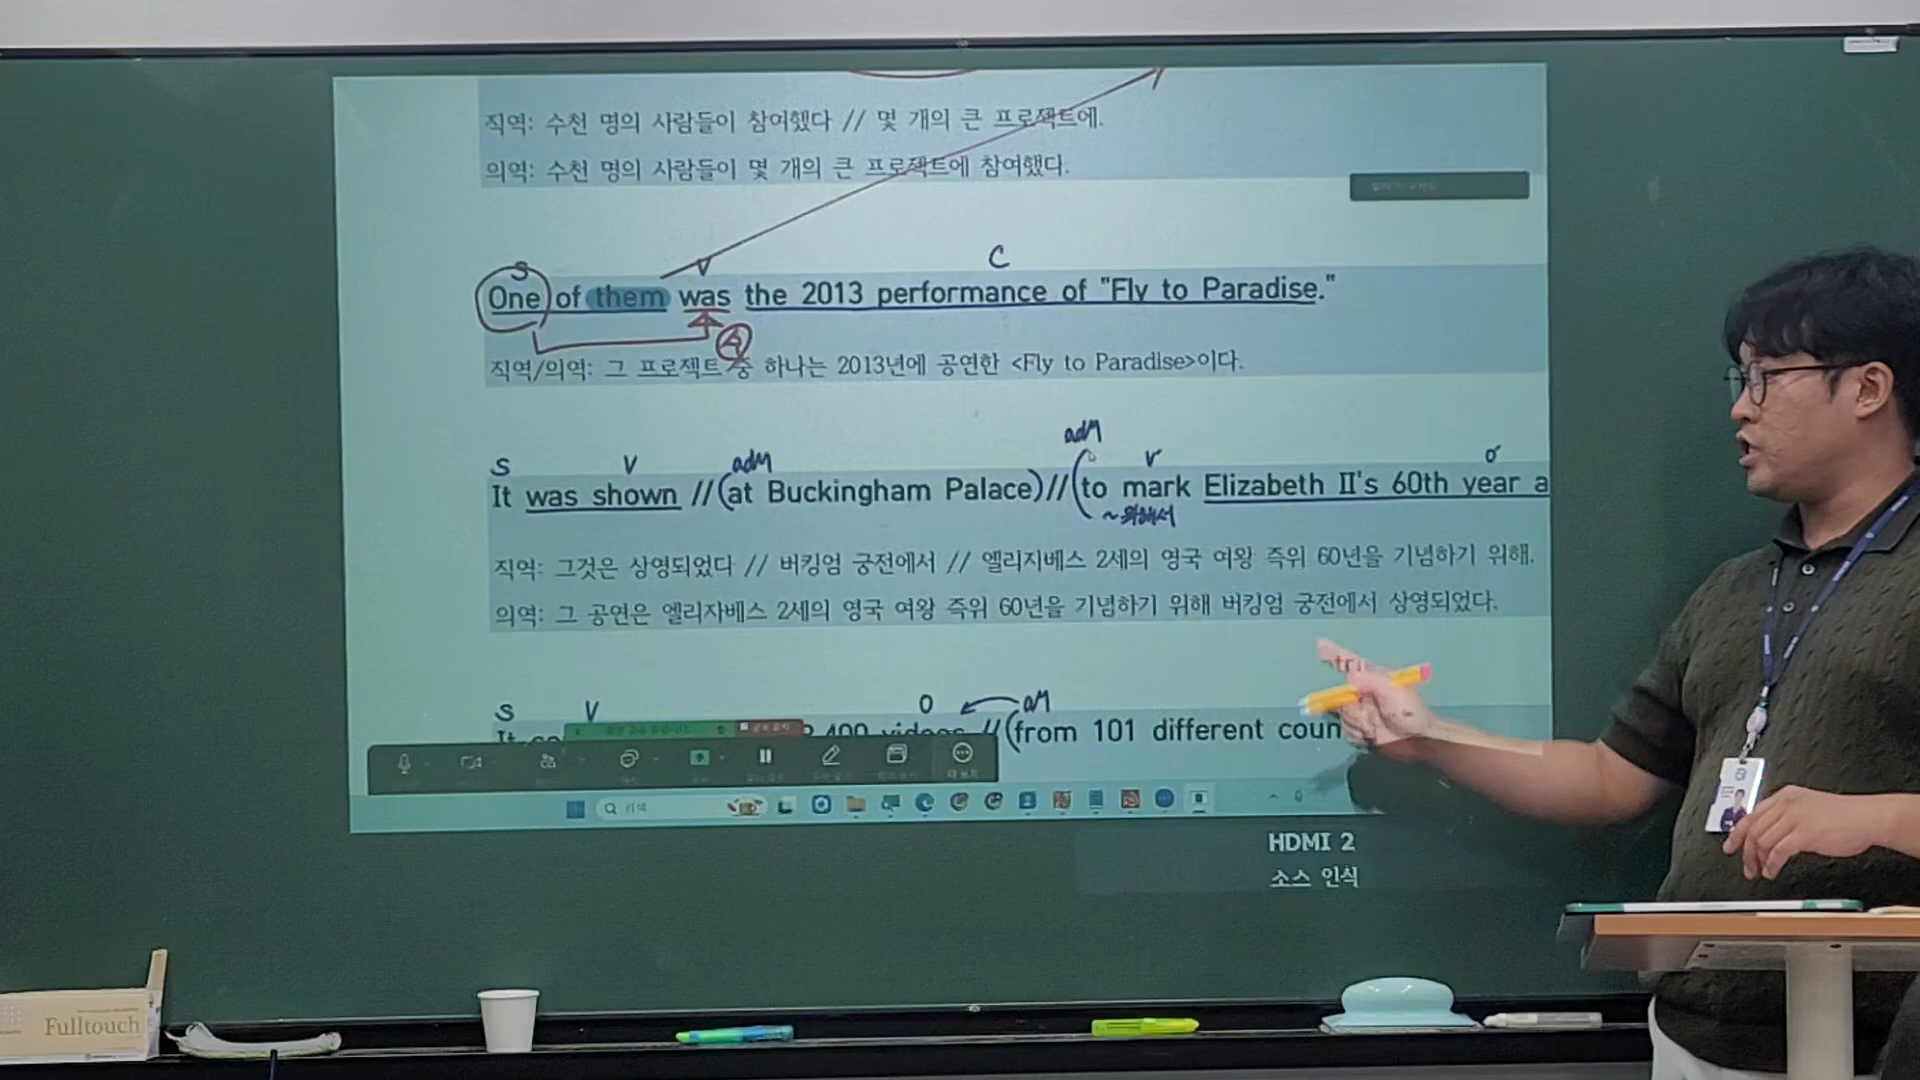 직역: 수천 명의 사람들이 참여했다 // 몇 개의 큰 프로젝트에.
의역: 수천 명의 사람들이 몇 개의 큰 프로젝트에 참여했다.
S V C
One of them was the 2013 performance of "Fly to Paradise."
직역/의역: 그 프로젝트 중 하나는 2013년에 공연한 <Fly to Paradise>이다.
S V adM adM V O
It was shown //(at Buckingham Palace)//(to mark Elizabeth II's 60th year a
~위해서
직역: 그것은 상영되었다 // 버킹엄 궁전에서 // 엘리자베스 2세의 영국 여왕 즉위 60년을 기념하기 위해.
의역: 그 공연은 엘리자베스 2세의 영국 여왕 즉위 60년을 기념하기 위해 버킹엄 궁전에서 상영되었다.
S V O aM
It co 400 videos //(from 101 different coun
더 보기
검색
HDMI 2
소스 인식
Fulltouch